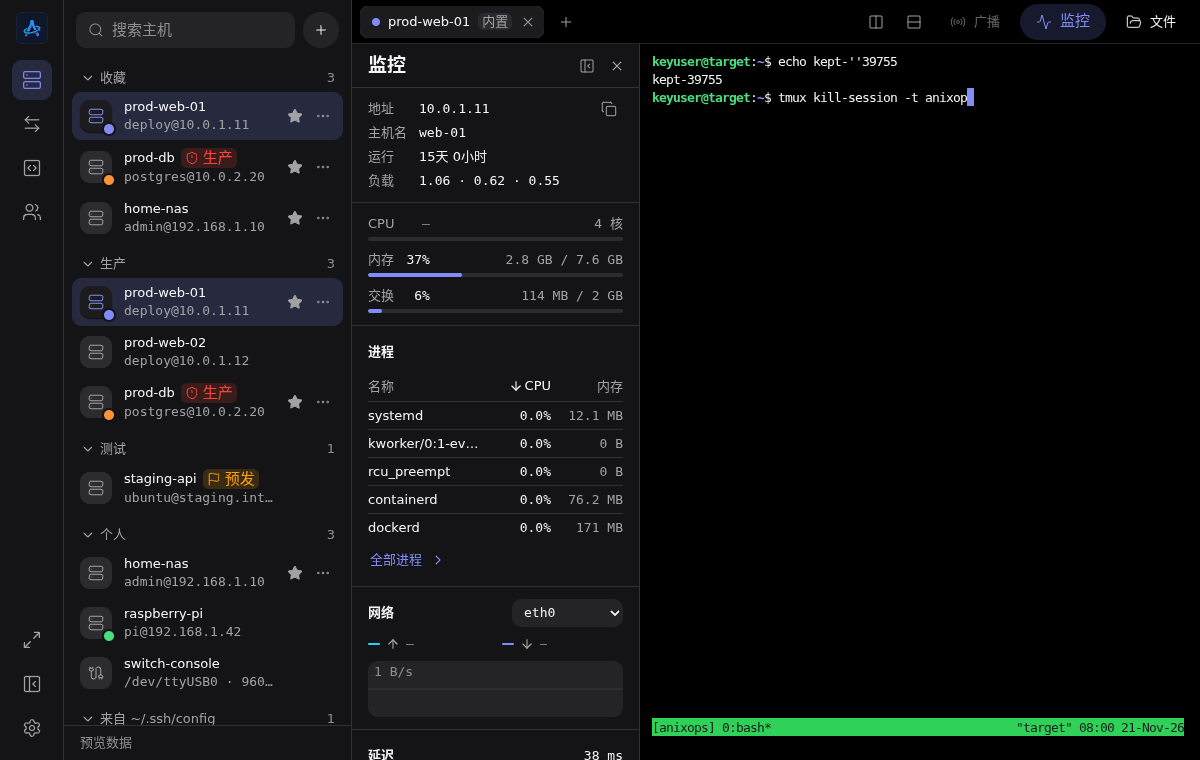 搜索主机
收藏 3
prod-web-01
deploy@10.0.1.11
prod-db 生产
postgres@10.0.2.20
home-nas
admin@192.168.1.10
生产 3
prod-web-01
deploy@10.0.1.11
prod-web-02
deploy@10.0.1.12
prod-db 生产
postgres@10.0.2.20
测试 1
staging-api 预发
ubuntu@staging.int…
个人 3
home-nas
admin@192.168.1.10
raspberry-pi
pi@192.168.1.42
switch-console
/dev/ttyUSB0 · 960…
来自 ~/.ssh/config 1
预览数据
prod-web-01 内置
广播 监控 文件
监控
地址 10.0.1.11
主机名 web-01
运行 15天 0小时
负载 1.06 · 0.62 · 0.55
CPU — 4 核
内存 37% 2.8 GB / 7.6 GB
交换 6% 114 MB / 2 GB
进程
名称 CPU 内存
systemd 0.0% 12.1 MB
kworker/0:1-ev… 0.0% 0 B
rcu_preempt 0.0% 0 B
containerd 0.0% 76.2 MB
dockerd 0.0% 171 MB
全部进程
网络 eth0
↑ — ↓ —
1 B/s
延迟 38 ms
keyuser@target:~$ echo kept-''39755
kept-39755
keyuser@target:~$ tmux kill-session -t anixop
[anixops] 0:bash* "target" 08:00 21-Nov-26